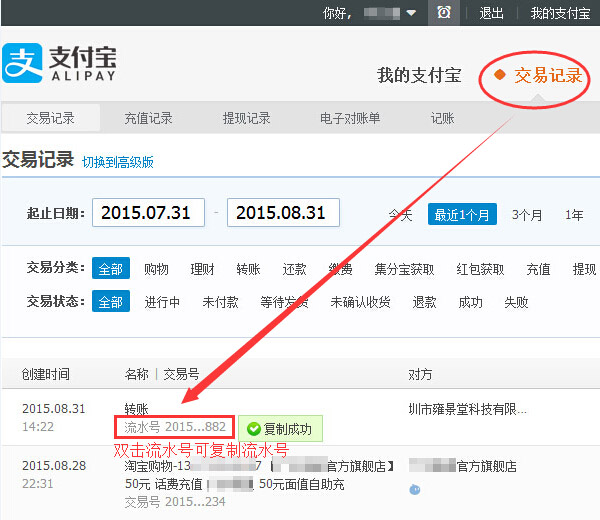 你好, 退出 我的支付宝
支 支付宝
ALIPAY
我的支付宝 交易记录
交易记录 充值记录 提现记录 电子对账单 记账
交易记录 切换到高级版
起止日期: 2015.07.31 - 2015.08.31 今天 最近1个月 3个月 1年
交易分类: 全部 购物 理财 转账 还款 缴费 集分宝获取 红包获取 充值 提现
交易状态: 全部 进行中 未付款 等待发货 未确认收货 退款 成功 失败
创建时间 名称 | 交易号 对方
2015.08.31 转账 圳市雍景堂科技有限...
14:22 流水号 2015...882 复制成功
双击流水号可复制流水号
2015.08.28 淘宝购物-13 7 【 官方旗舰店】 官方旗舰店
22:31 50元 话费充值 50元面值自助充
交易号 2015...234